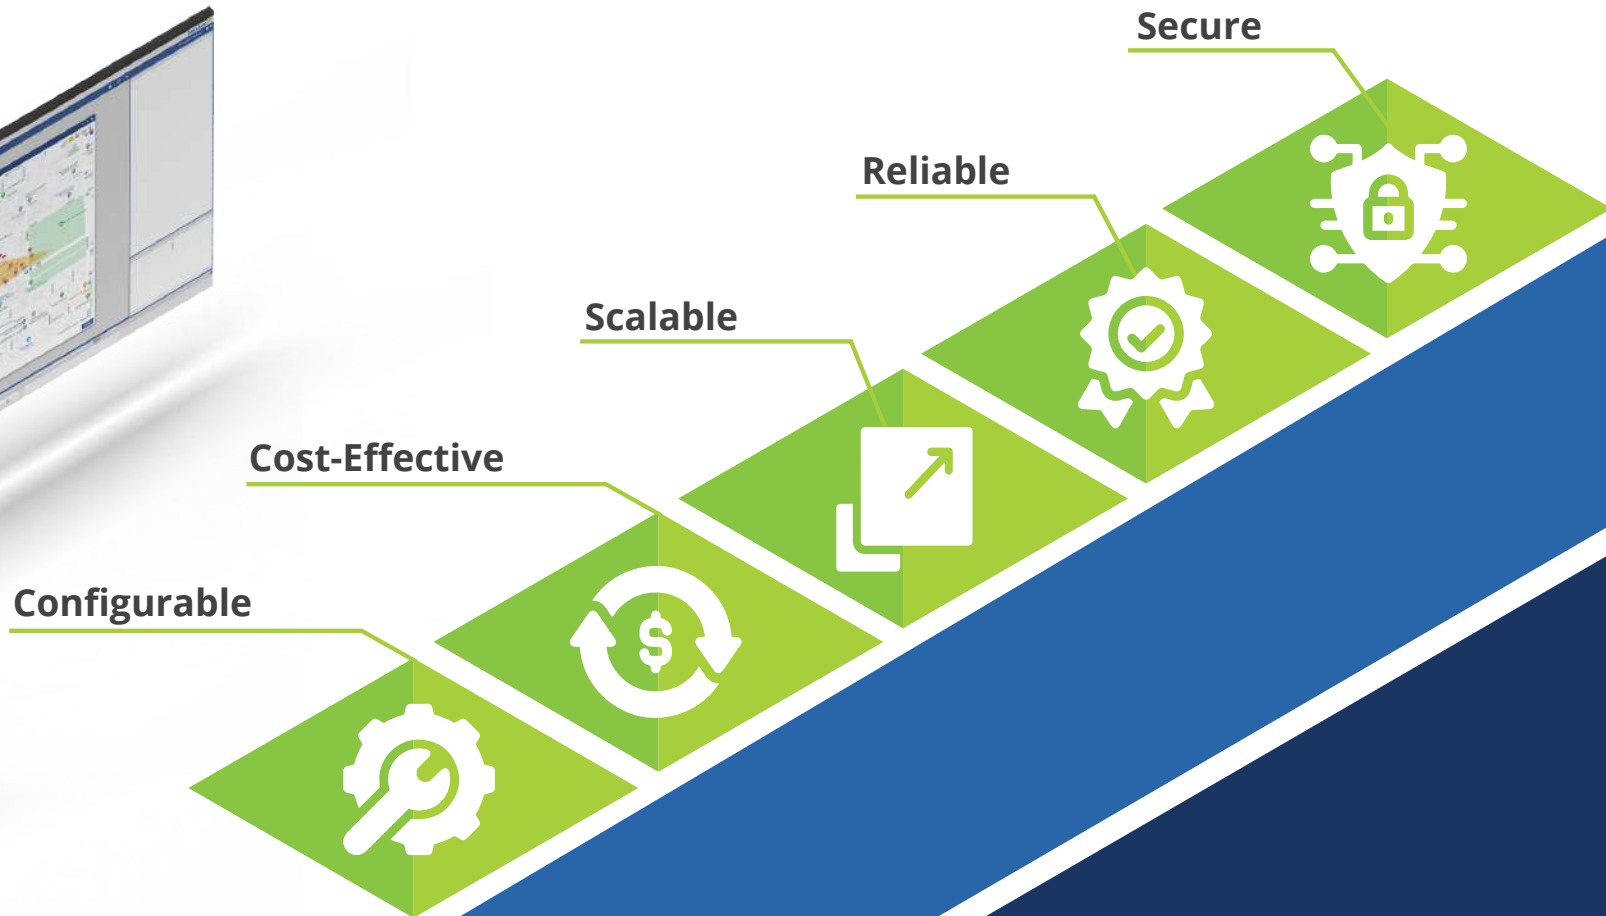 Secure
Reliable
Scalable
Cost-Effective
Configurable
$